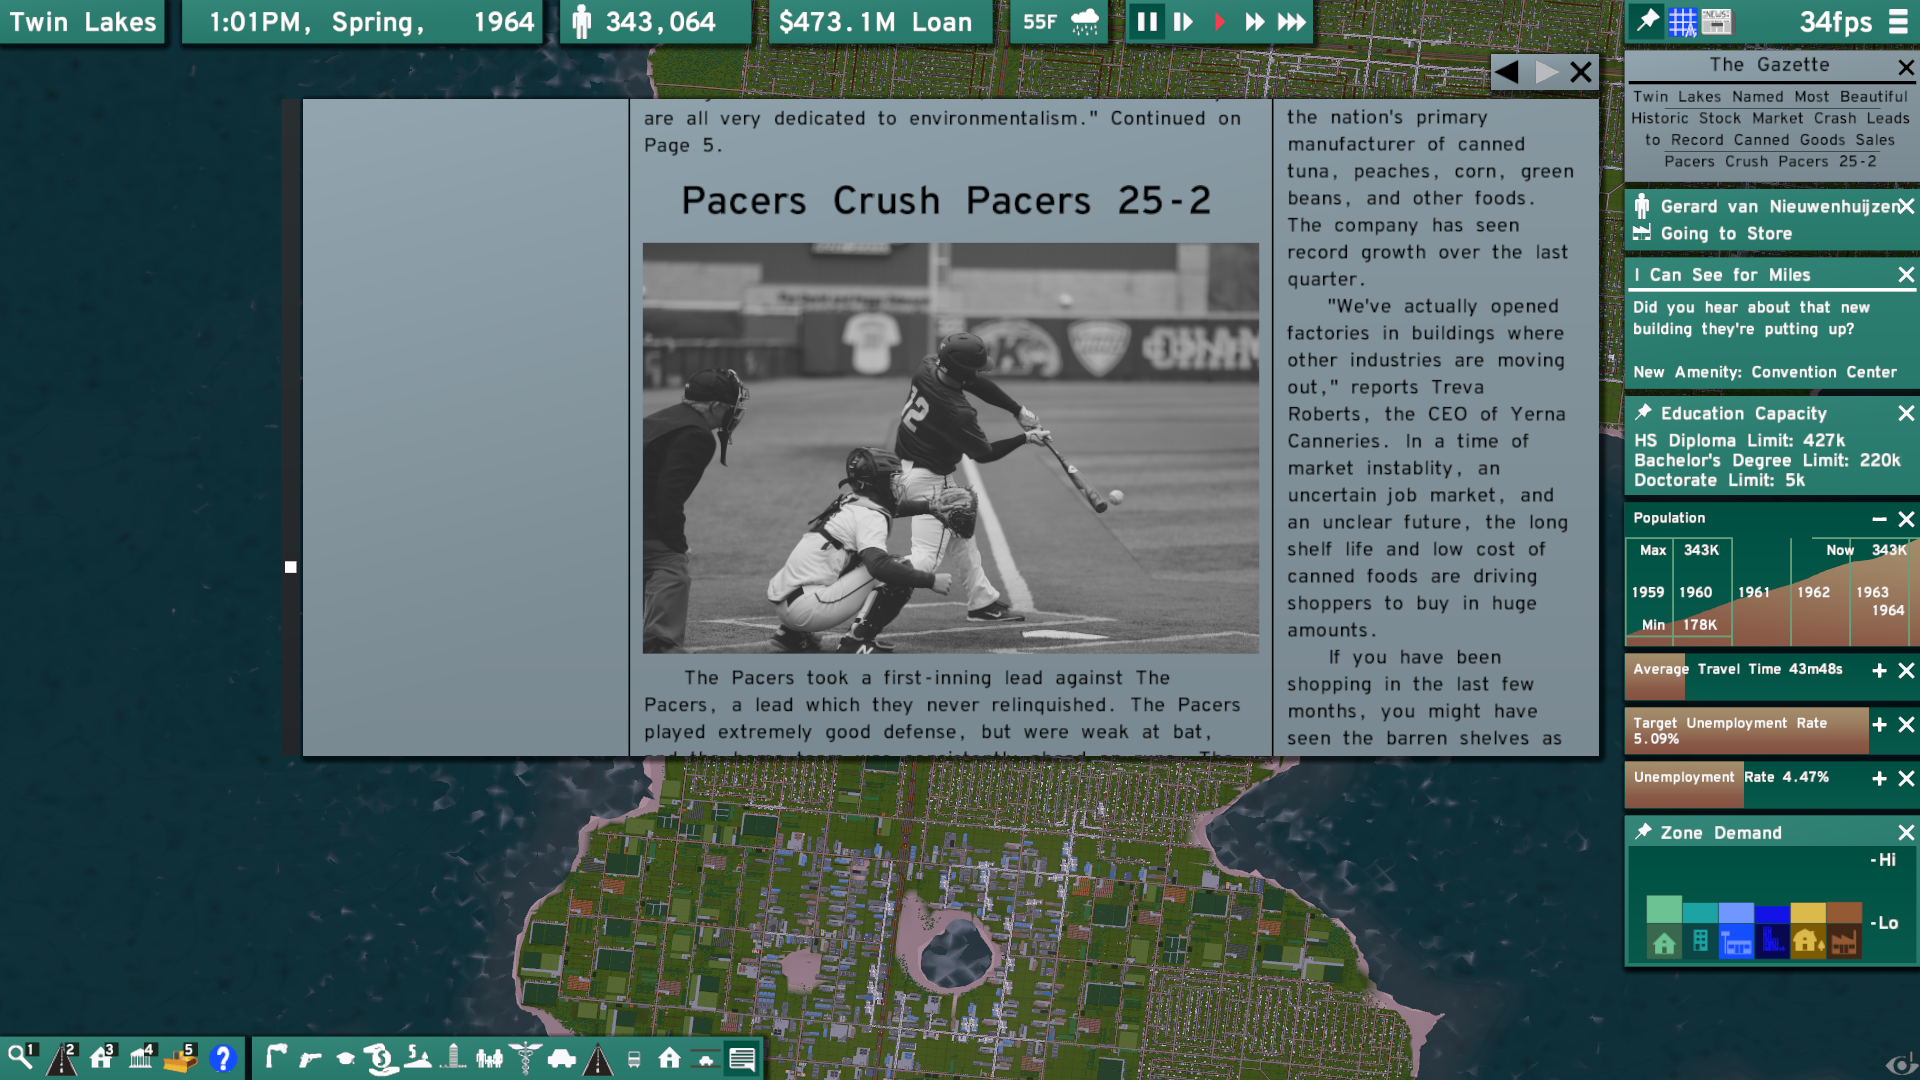 Twin Lakes
1:01PM, Spring, 1964
343,064
$473.1M Loan
55F
NEWS
34fps
are all very dedicated to environmentalism." Continued on
Page 5.
Pacers Crush Pacers 25-2
12
The Pacers took a first-inning lead against The
Pacers, a lead which they never relinquished. The Pacers
played extremely good defense, but were weak at bat,
and the home team was consistently ahead on runs. The
the nation's primary
manufacturer of canned
tuna, peaches, corn, green
beans, and other foods.
The company has seen
record growth over the last
quarter.
"We've actually opened
factories in buildings where
other industries are moving
out," reports Treva
Roberts, the CEO of Yerna
Canneries. In a time of
market instablity, an
uncertain job market, and
an unclear future, the long
shelf life and low cost of
canned foods are driving
shoppers to buy in huge
amounts.
If you have been
shopping in the last few
months, you might have
seen the barren shelves as
The Gazette
Twin Lakes Named Most Beautiful
Historic Stock Market Crash Leads
to Record Canned Goods Sales
Pacers Crush Pacers 25-2
Gerard van Nieuwenhuijzen
Going to Store
I Can See for Miles
Did you hear about that new
building they're putting up?
New Amenity: Convention Center
Education Capacity
HS Diploma Limit: 427k
Bachelor's Degree Limit: 220k
Doctorate Limit: 5k
Population
Max 343K
Now 343K
1959 1960 1961 1962 1963
1964
Min 178K
Average Travel Time 43m48s
Target Unemployment Rate
5.09%
Unemployment Rate 4.47%
Zone Demand
-Hi
-Lo
1 2 3 4 5 ?